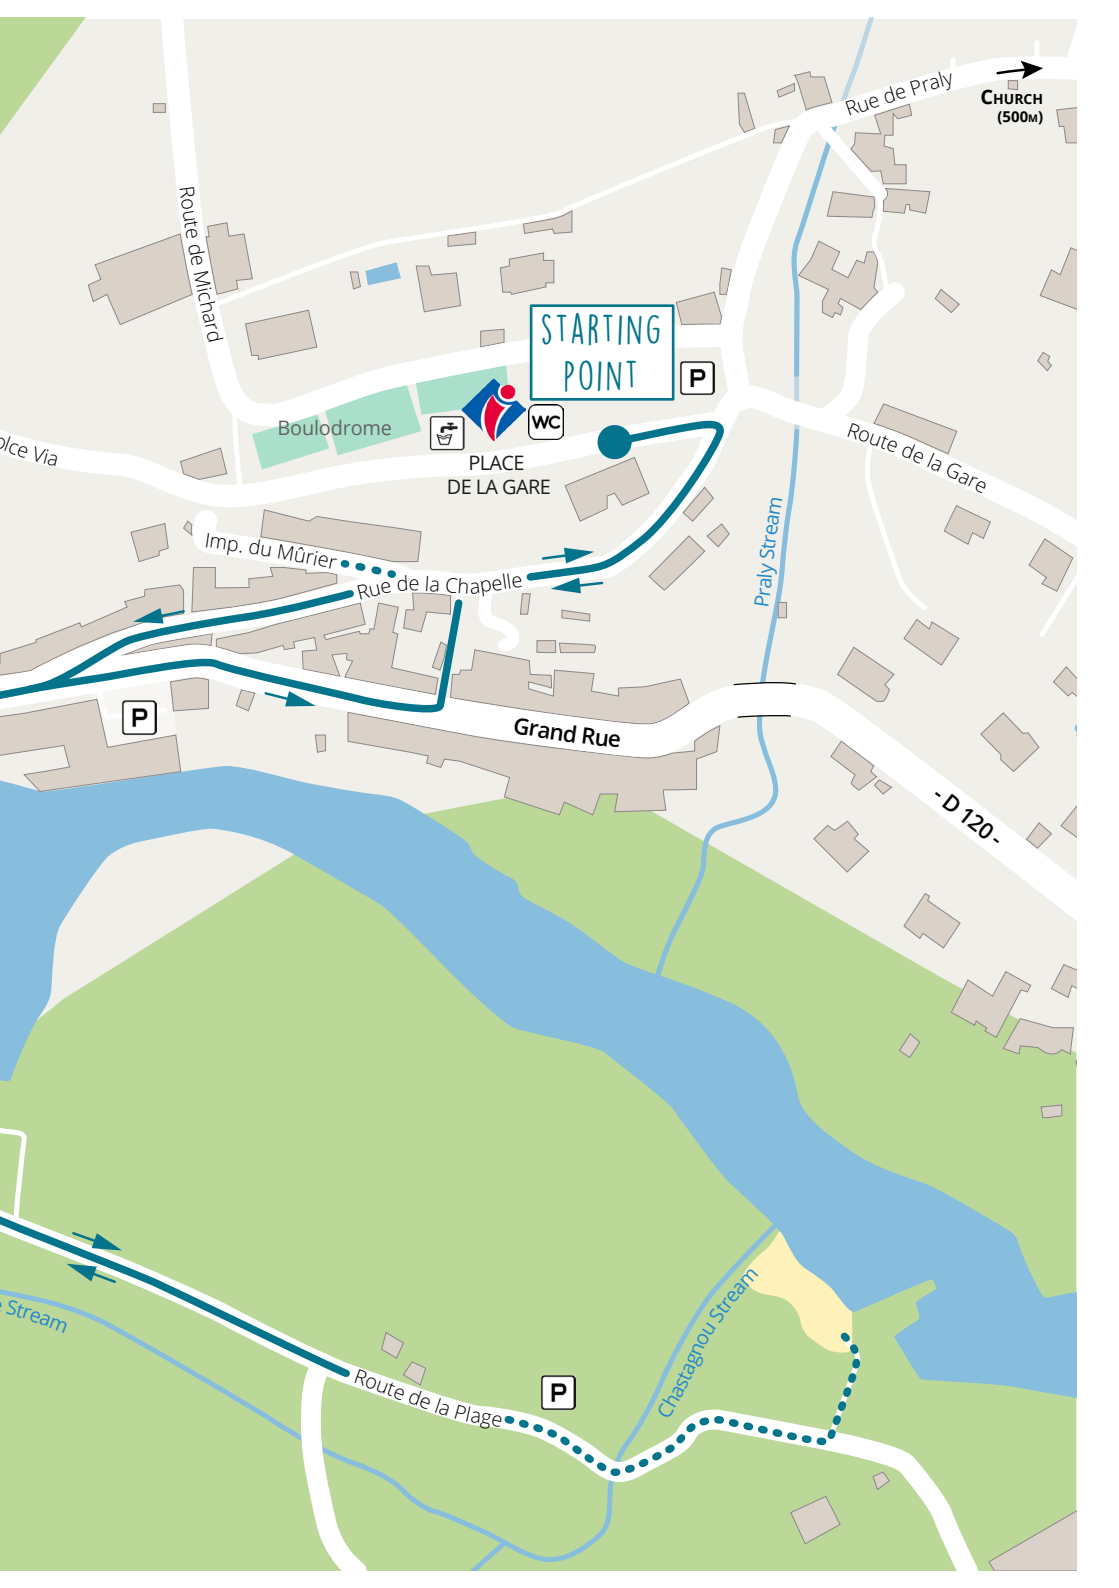 Rue de Praly
CHURCH
(500M)
Route de Michard
STARTING
POINT
P
Boulodrome
WC
PLACE
DE LA GARE
Route de la Gare
olce Via
Imp. du Mûrier
Rue de la Chapelle
Praly Stream
P
Grand Rue
- D 120 -
Chastagnou Stream
e Stream
Route de la Plage
P